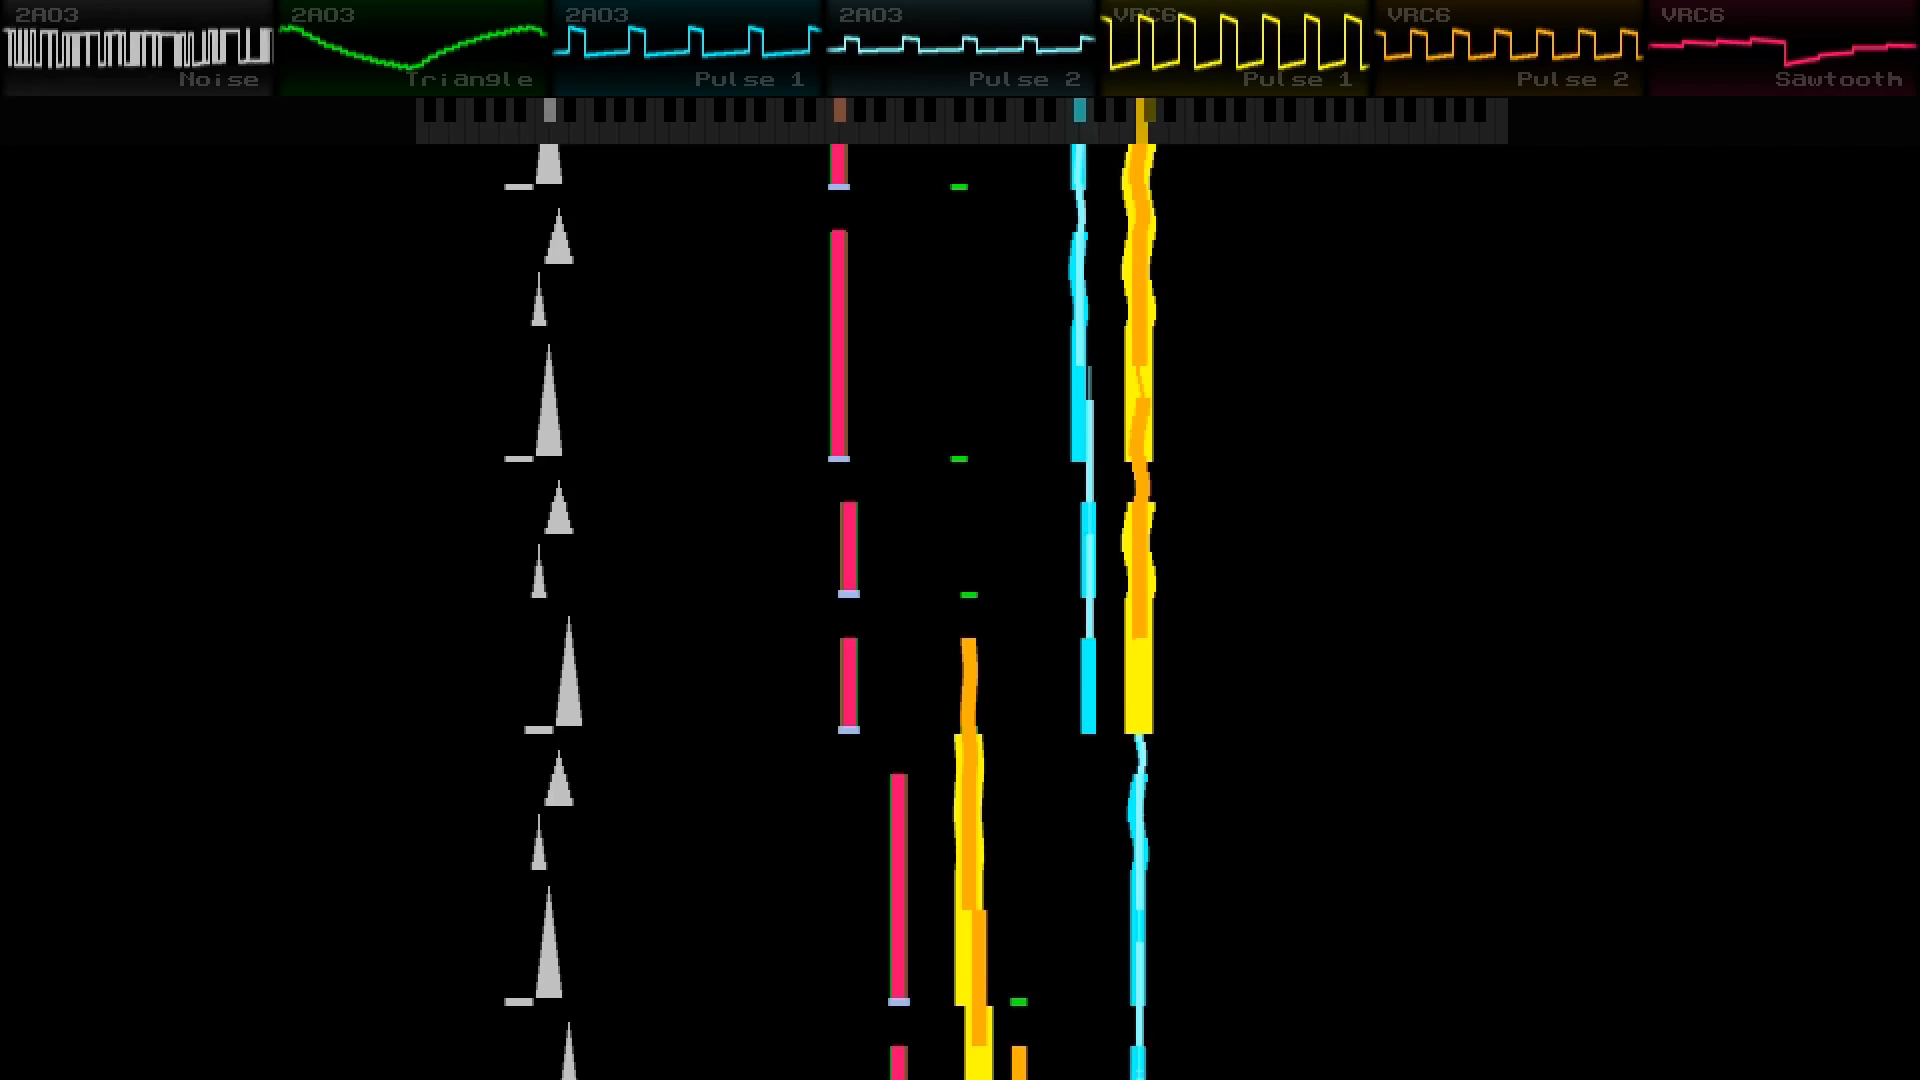 2A03
Noise
2A03
Triangle
2A03
Pulse 1
2A03
Pulse 2
VRC6
Pulse 1
VRC6
Pulse 2
VRC6
Sawtooth